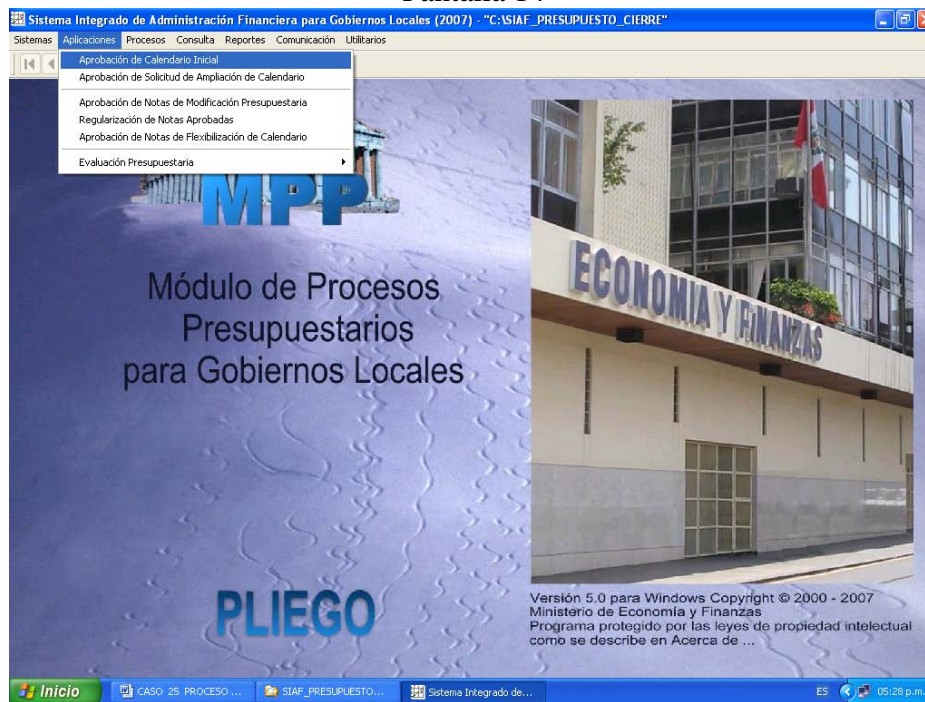 Sistema Integrado de Administración Financiera para Gobiernos Locales (2007) - "C:\SIAF_PRESUPUESTO_CIERRE"
Sistemas Aplicaciones Procesos Consulta Reportes Comunicación Utilitarios
Aprobación de Calendario Inicial
Aprobación de Solicitud de Ampliación de Calendario
Aprobación de Notas de Modificación Presupuestaria
Regularización de Notas Aprobadas
Aprobación de Notas de Flexibilización de Calendario
Evaluación Presupuestaria
MPP
Módulo de Procesos
Presupuestarios
para Gobiernos Locales
PLIEGO
ECONOMIA Y FINANZAS
Versión 5.0 para Windows Copyright © 2000 - 2007
Ministerio de Economía y Finanzas
Programa protegido por las leyes de propiedad intelectual
como se describe en Acerca de ...
Inicio
CASO 25 PROCESO ...
SIAF_PRESUPUESTO...
Sistema Integrado de...
ES
05:28 p.m.